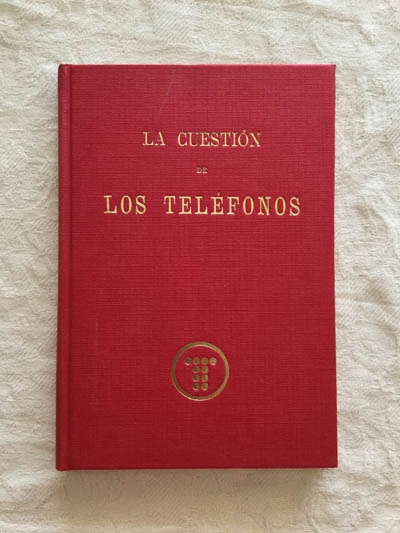 LA CUESTIÓN
DE
LOS TELÉFONOS
T